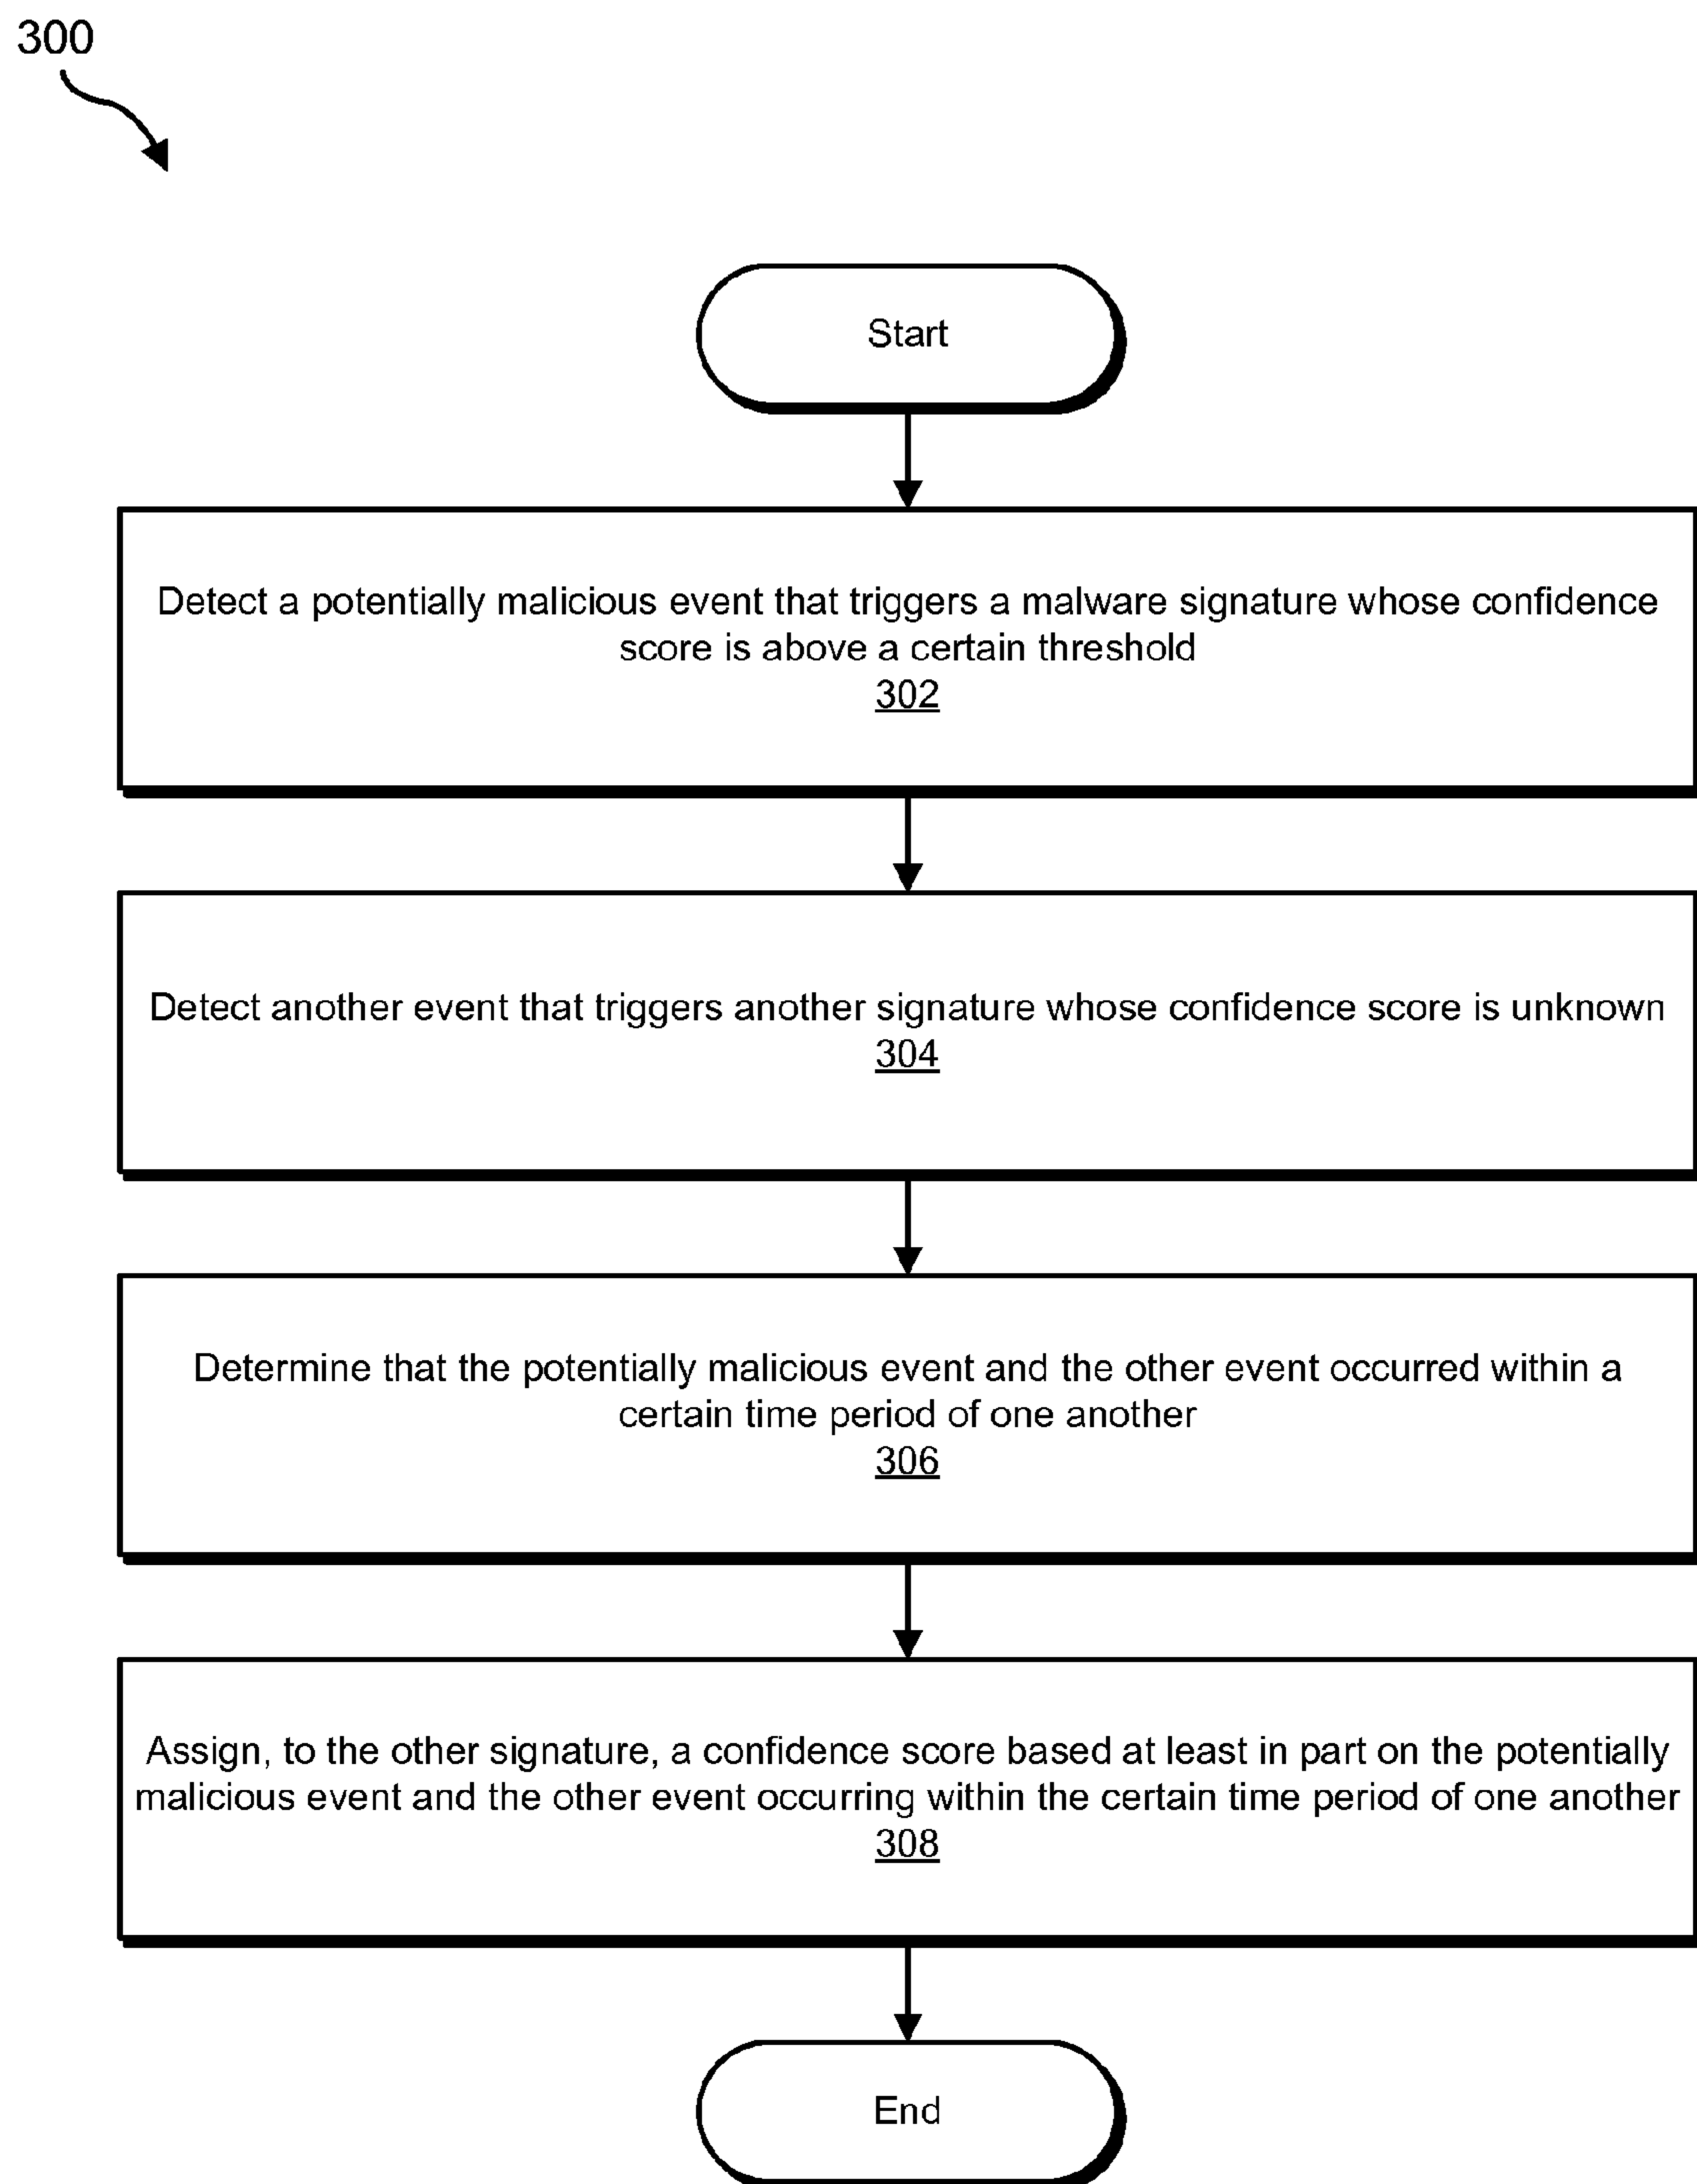 300
Start
Detect a potentially malicious event that triggers a malware signature whose confidence
score is above a certain threshold
302
Detect another event that triggers another signature whose confidence score is unknown
304
Determine that the potentially malicious event and the other event occurred within a
certain time period of one another
306
Assign, to the other signature, a confidence score based at least in part on the potentially
malicious event and the other event occurring within the certain time period of one another
308
End